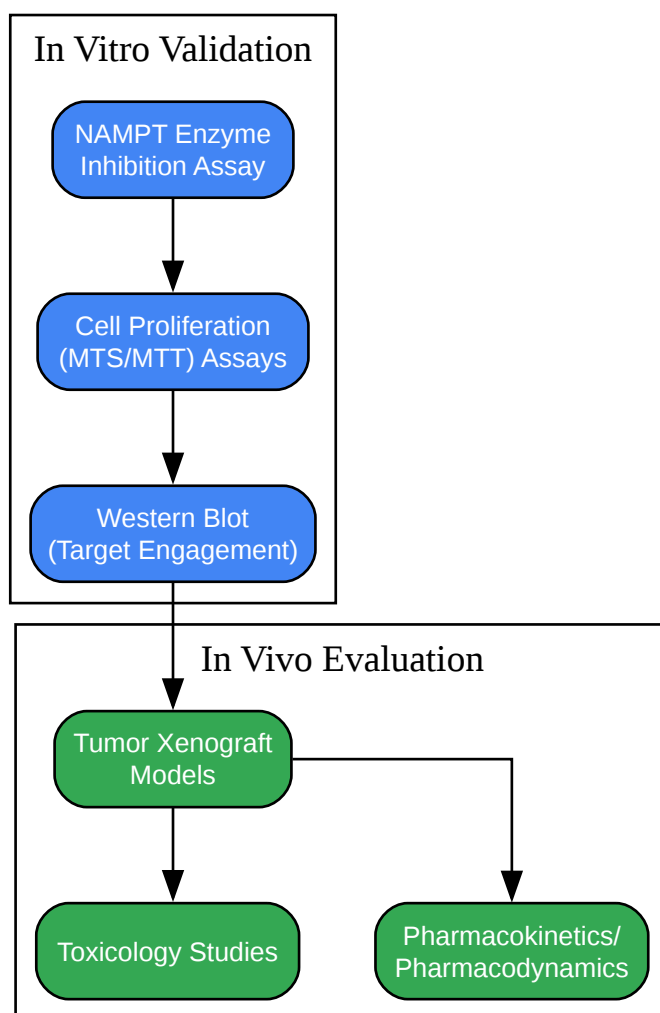 In Vitro Validation
NAMPT Enzyme
Inhibition Assay
Cell Proliferation
(MTS/MTT) Assays
Western Blot
(Target Engagement)
In Vivo Evaluation
Tumor Xenograft
Models
Toxicology Studies
Pharmacokinetics/
Pharmacodynamics